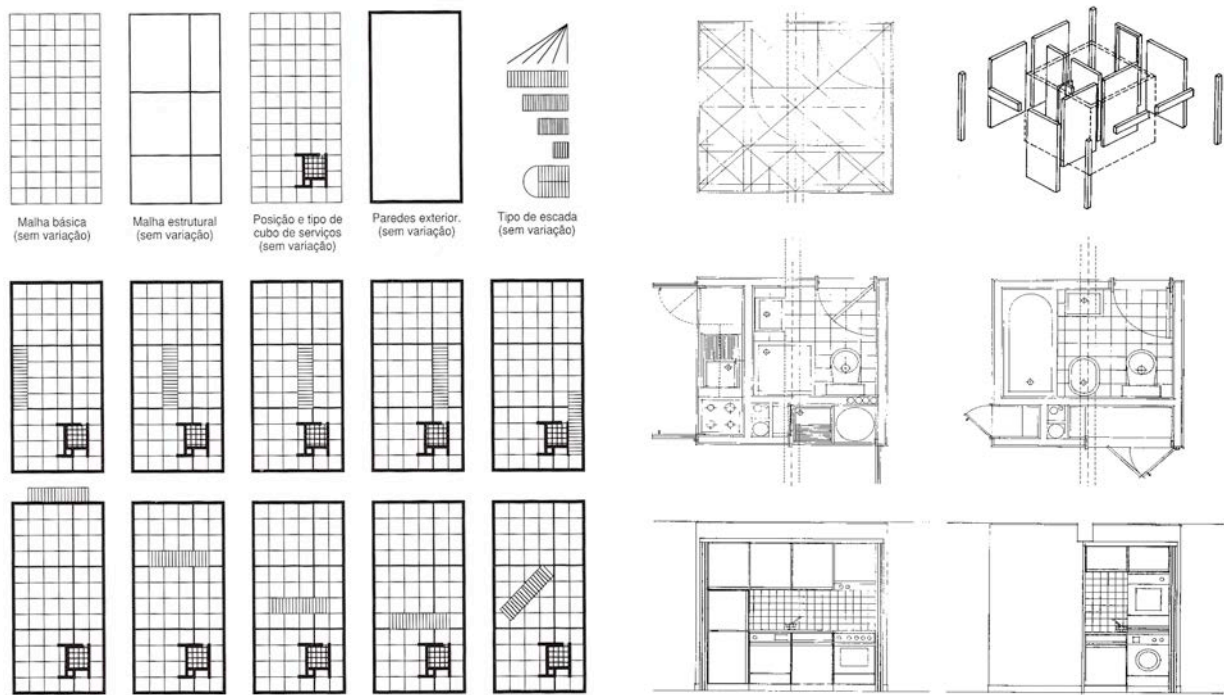 Malha básica
(sem variação)
Malha estrutural
(sem variação)
Posição e tipo de
cubo de serviços
(sem variação)
Paredes exterior.
(sem variação)
Tipo de escada
(sem variação)